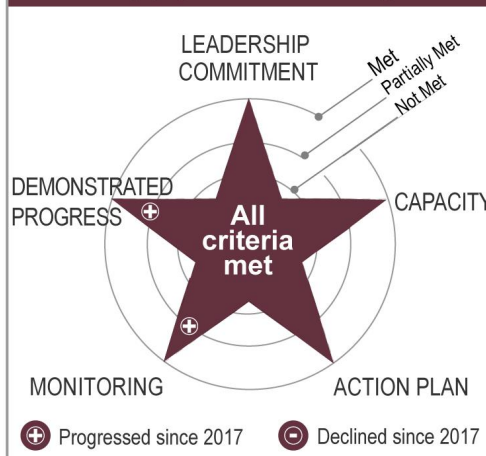 LEADERSHIP
COMMITMENT
Met
Partially Met
Not Met
DEMONSTRATED
PROGRESS
CAPACITY
All
criteria
met
MONITORING
ACTION PLAN
Progressed since 2017
Declined since 2017